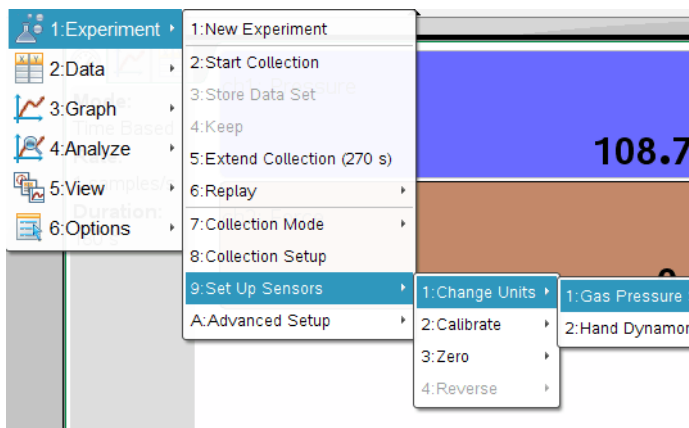 1:Experiment
2:Data
3:Graph
4:Analyze
5:View
6:Options
1:New Experiment
2:Start Collection
3:Store Data Set
4:Keep
5:Extend Collection (270 s)
6:Replay
7:Collection Mode
8:Collection Setup
9:Set Up Sensors
A:Advanced Setup
1:Change Units
2:Calibrate
3:Zero
4:Reverse
1:Gas Pressure
2:Hand
108.7
Mode:
Time Based
Duration: